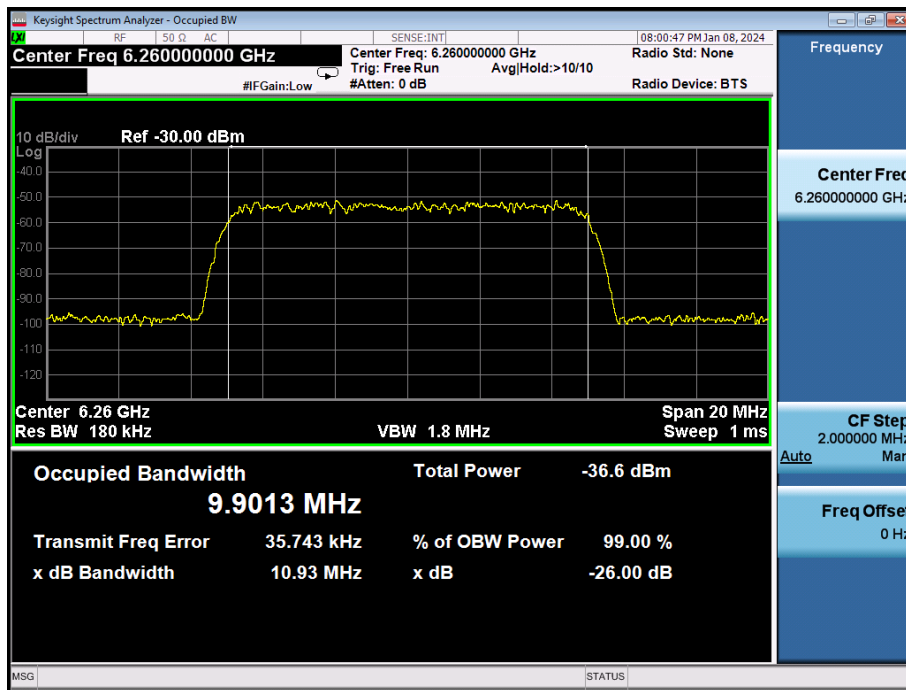 Keysight Spectrum Analyzer - Occupied BW
LXI
RF 50 Ω AC SENSE:INT 08:00:47 PM Jan 08, 2024
Center Freq 6.260000000 GHz
Center Freq: 6.260000000 GHz
Radio Std: None
Trig: Free Run Avg|Hold:>10/10
#IFGain:Low
#Atten: 0 dB
Radio Device: BTS
10 dB/div Ref -30.00 dBm
Log
-40.0
-50.0
-60.0
-70.0
-80.0
-90.0
-100
-110
-120
Center 6.26 GHz Span 20 MHz
Res BW 180 kHz VBW 1.8 MHz Sweep 1 ms
Occupied Bandwidth
9.9013 MHz
Total Power -36.6 dBm
Transmit Freq Error 35.743 kHz % of OBW Power 99.00 %
x dB Bandwidth 10.93 MHz x dB -26.00 dB
Frequency
Center Freq
6.260000000 GHz
CF Step
2.000000 MHz
Auto Man
Freq Offset
0 Hz
MSG STATUS